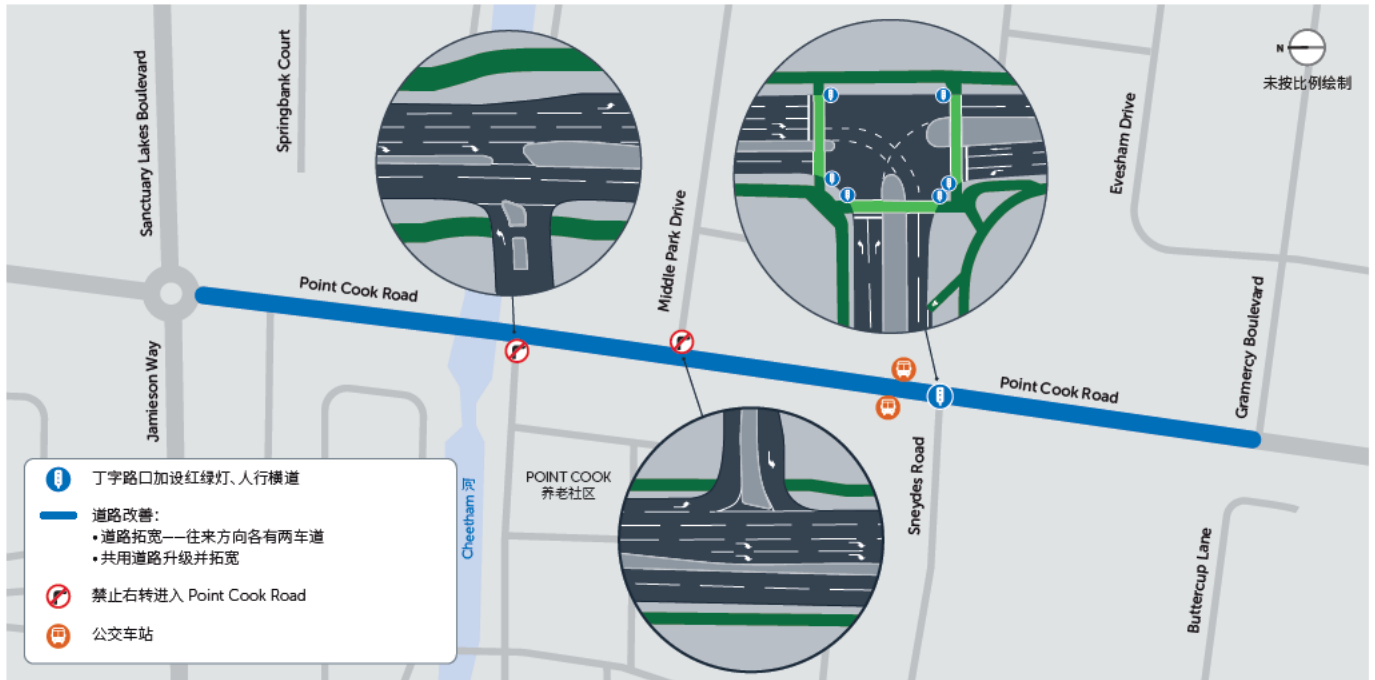 Sanctuary Lakes Boulevard
Springbank Court
N
未按比例绘制
Evesham Drive
Middle Park Drive
Point Cook Road
Gramercy Boulevard
Jamieson Way
Point Cook Road
Sneydes Road
POINT COOK
养老社区
Cheetham 河
Buttercup Lane
丁字路口加设红绿灯、人行横道
道路改善：
•道路拓宽——往来方向各有两车道
•共用道路升级并拓宽
禁止右转进入 Point Cook Road
公交车站